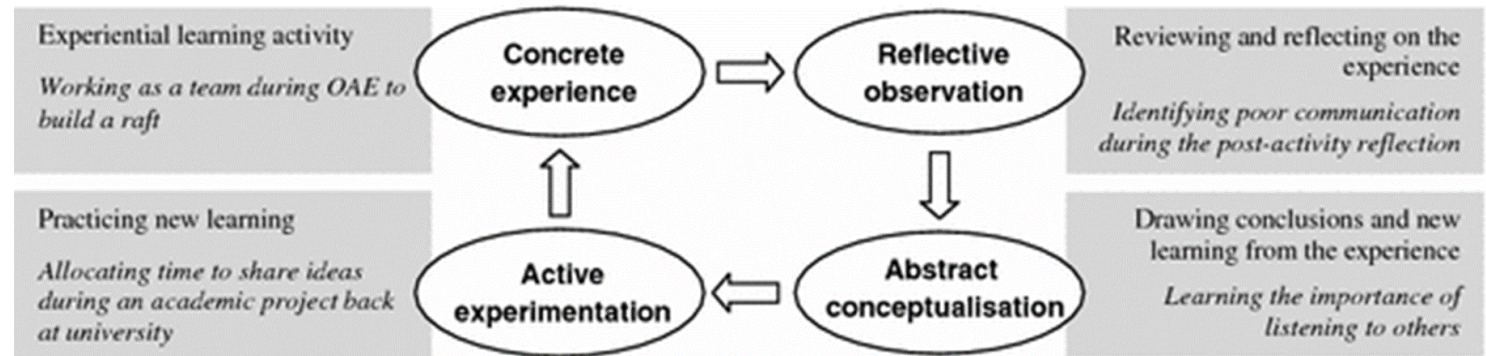 Experiential learning activity
Working as a team during OAE to
build a raft
Concrete
experience
Reflective
observation
Reviewing and reflecting on the
experience
Identifying poor communication
during the post-activity reflection
Practicing new learning
Allocating time to share ideas
during an academic project back
at university
Active
experimentation
Abstract
conceptualisation
Drawing conclusions and new
learning from the experience
Learning the importance of
listening to others